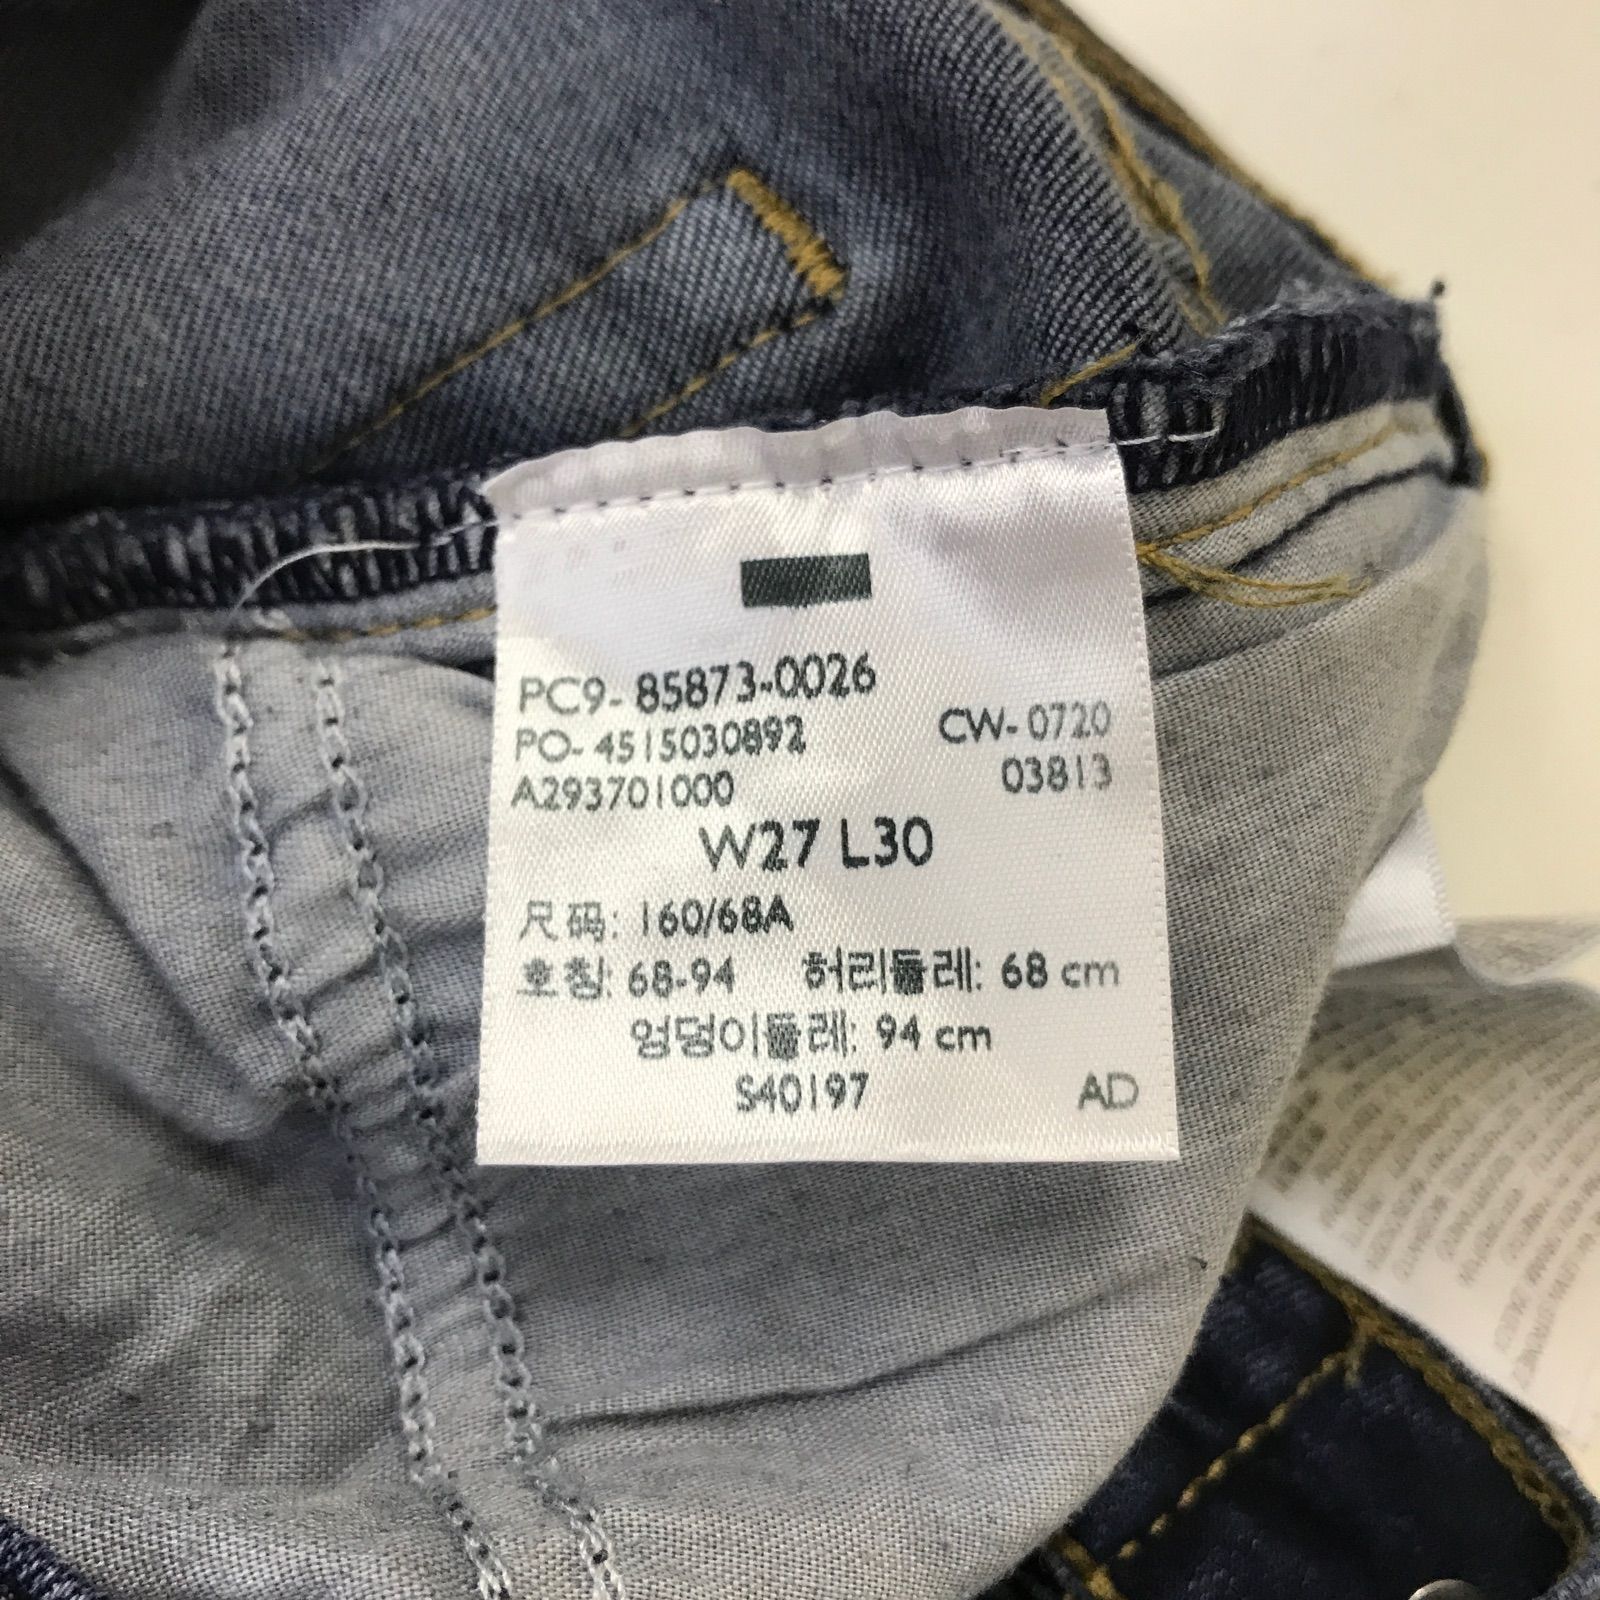 PC9- 85873-0026
PO- 4515030892 CW- 0720
A293701000 03813
W27 L30
尺码: 160/68A
호칭: 68-94 허리둘레: 68 cm
엉덩이둘레: 94 cm
S40197 AD